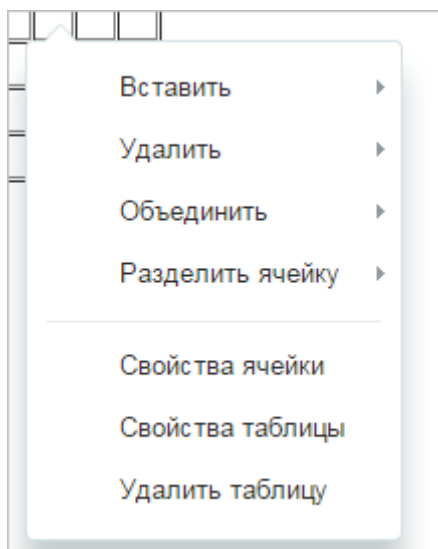 Вставить
Удалить
Объединить
Разделить ячейку
Свойства ячейки
Свойства таблицы
Удалить таблицу